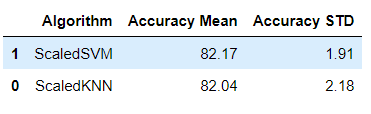 Algorithm Accuracy Mean Accuracy STD
1 ScaledSVM 82.17 1.91
0 ScaledKNN 82.04 2.18